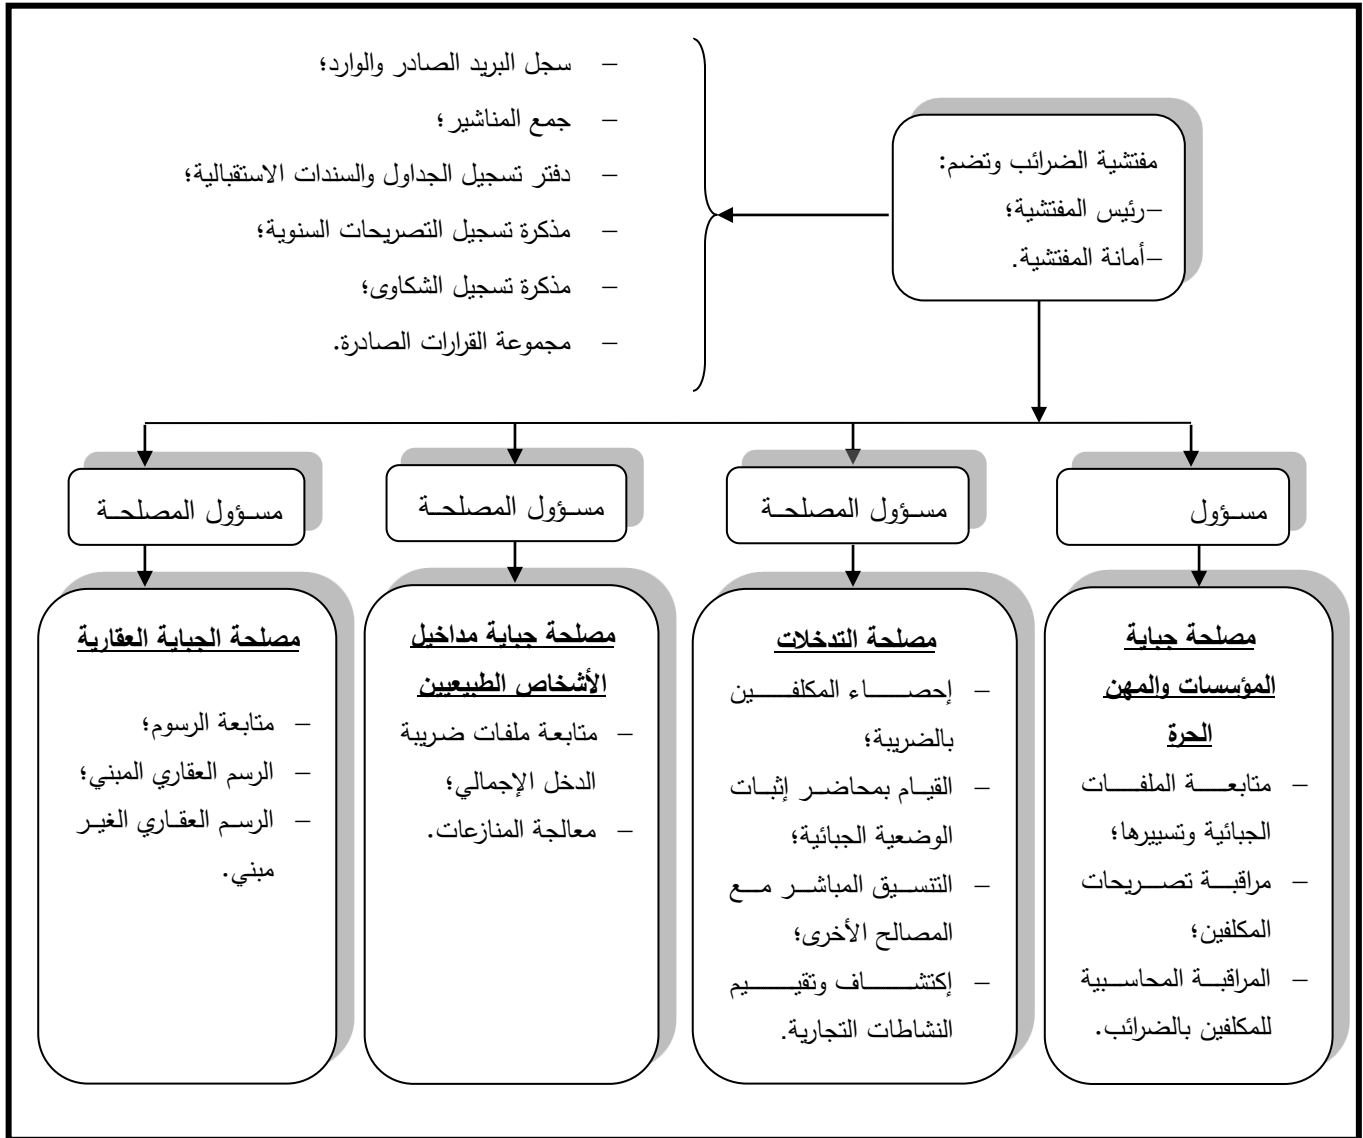 مفتشية الضرائب وتضم:
–رئيس المفتشية؛
–أمانة المفتشية.
– سجل البريد الصادر والوارد؛
– جمع المناشير؛
– دفتر تسجيل الجداول والسندات الاستقبالية؛
– مذكرة تسجيل التصريحات السنوية؛
– مذكرة تسجيل الشكاوى؛
– مجموعة القرارات الصادرة.
مسؤول
مسؤول المصلحة
مسؤول المصلحة
مسؤول المصلحة
مصلحة جباية
المؤسسات والمهن
الحرة
– متابعة الملفات
الجبائية وتسييرها؛
– مراقبة تصريحات
المكلفين؛
– المراقبة المحاسبية
للمكلفين بالضرائب.
مصلحة التدخلات
– إحصاء المكلفين
بالضريبة؛
– القيام بمحاضر إثبات
الوضعية الجبائية؛
– التنسيق المباشر مع
المصالح الأخرى؛
– إكتشاف وتقييم
النشاطات التجارية.
مصلحة جباية مداخيل
الأشخاص الطبيعيين
– متابعة ملفات ضريبة
الدخل الإجمالي؛
– معالجة المنازعات.
مصلحة الجباية العقارية
– متابعة الرسوم؛
– الرسم العقاري المبني؛
– الرسم العقاري الغير
مبني.